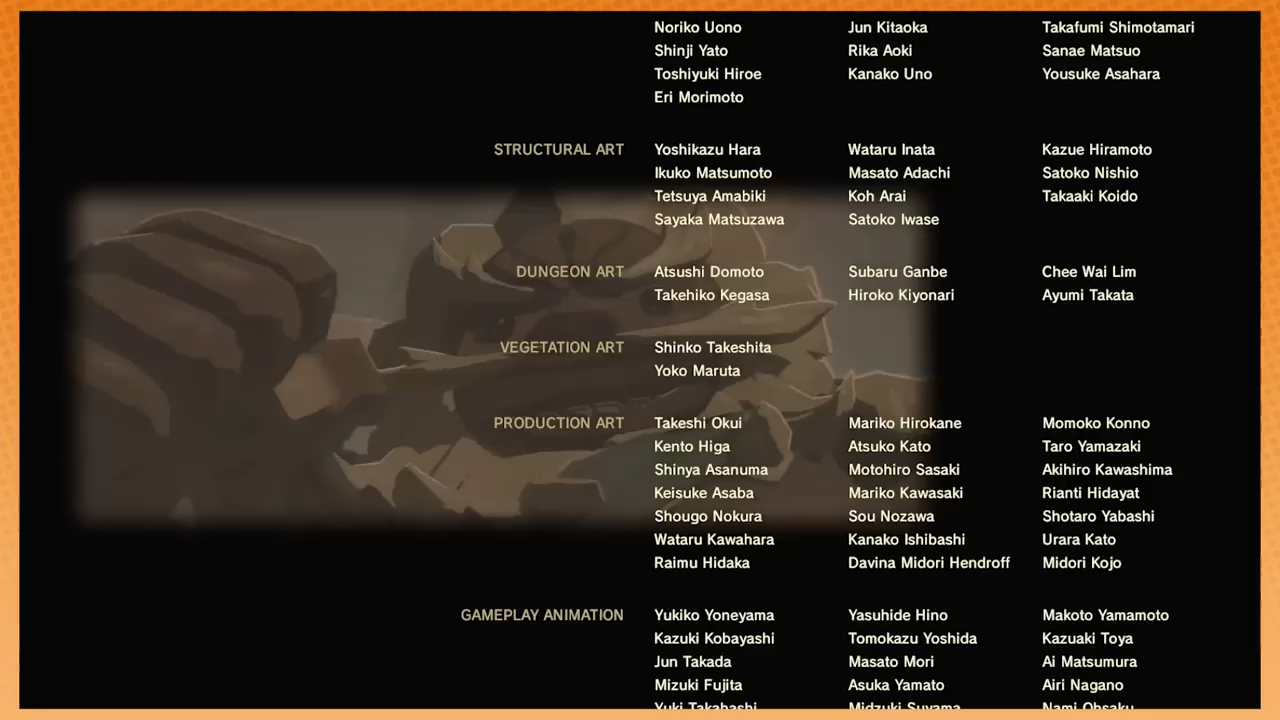 Noriko Uono Jun Kitaoka Takafumi Shimotamari
Shinji Yato Rika Aoki Sanae Matsuo
Toshiyuki Hiroe Kanako Uno Yousuke Asahara
Eri Morimoto
STRUCTURAL ART Yoshikazu Hara Wataru Inata Kazue Hiramoto
Ikuko Matsumoto Masato Adachi Satoko Nishio
Tetsuya Amabiki Koh Arai Takaaki Koido
Sayaka Matsuzawa Satoko Iwase
DUNGEON ART Atsushi Domoto Subaru Ganbe Chee Wai Lim
Takehiko Kegasa Hiroko Kiyonari Ayumi Takata
VEGETATION ART Shinko Takeshita
Yoko Maruta
PRODUCTION ART Takeshi Okui Mariko Hirokane Momoko Konno
Kento Higa Atsuko Kato Taro Yamazaki
Shinya Asanuma Motohiro Sasaki Akihiro Kawashima
Keisuke Asaba Mariko Kawasaki Rianti Hidayat
Shougo Nokura Sou Nozawa Shotaro Yabashi
Wataru Kawahara Kanako Ishibashi Urara Kato
Raimu Hidaka Davina Midori Hendroff Midori Kojo
GAMEPLAY ANIMATION Yukiko Yoneyama Yasuhide Hino Makoto Yamamoto
Kazuki Kobayashi Tomokazu Yoshida Kazuaki Toya
Jun Takada Masato Mori Ai Matsumura
Mizuki Fujita Asuka Yamato Airi Nagano
Yuki Takahashi Midzuki Suyama Nami Ohsaku